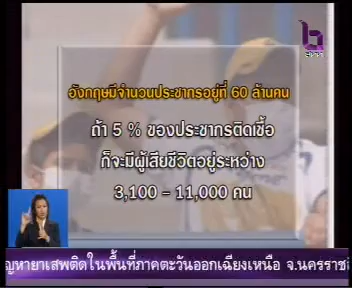 อังกฤษมีจำนวนประชากรอยู่ที่ 60 ล้านคน
ถ้า 5 % ของประชากรติดเชื้อ
ก็จะมีผู้เสียชีวิตอยู่ระหว่าง
3,100 - 11,000 คน
ญหายาเสพติดในพื้นที่ภาคตะวันออกเฉียงเหนือ จ.นครราช